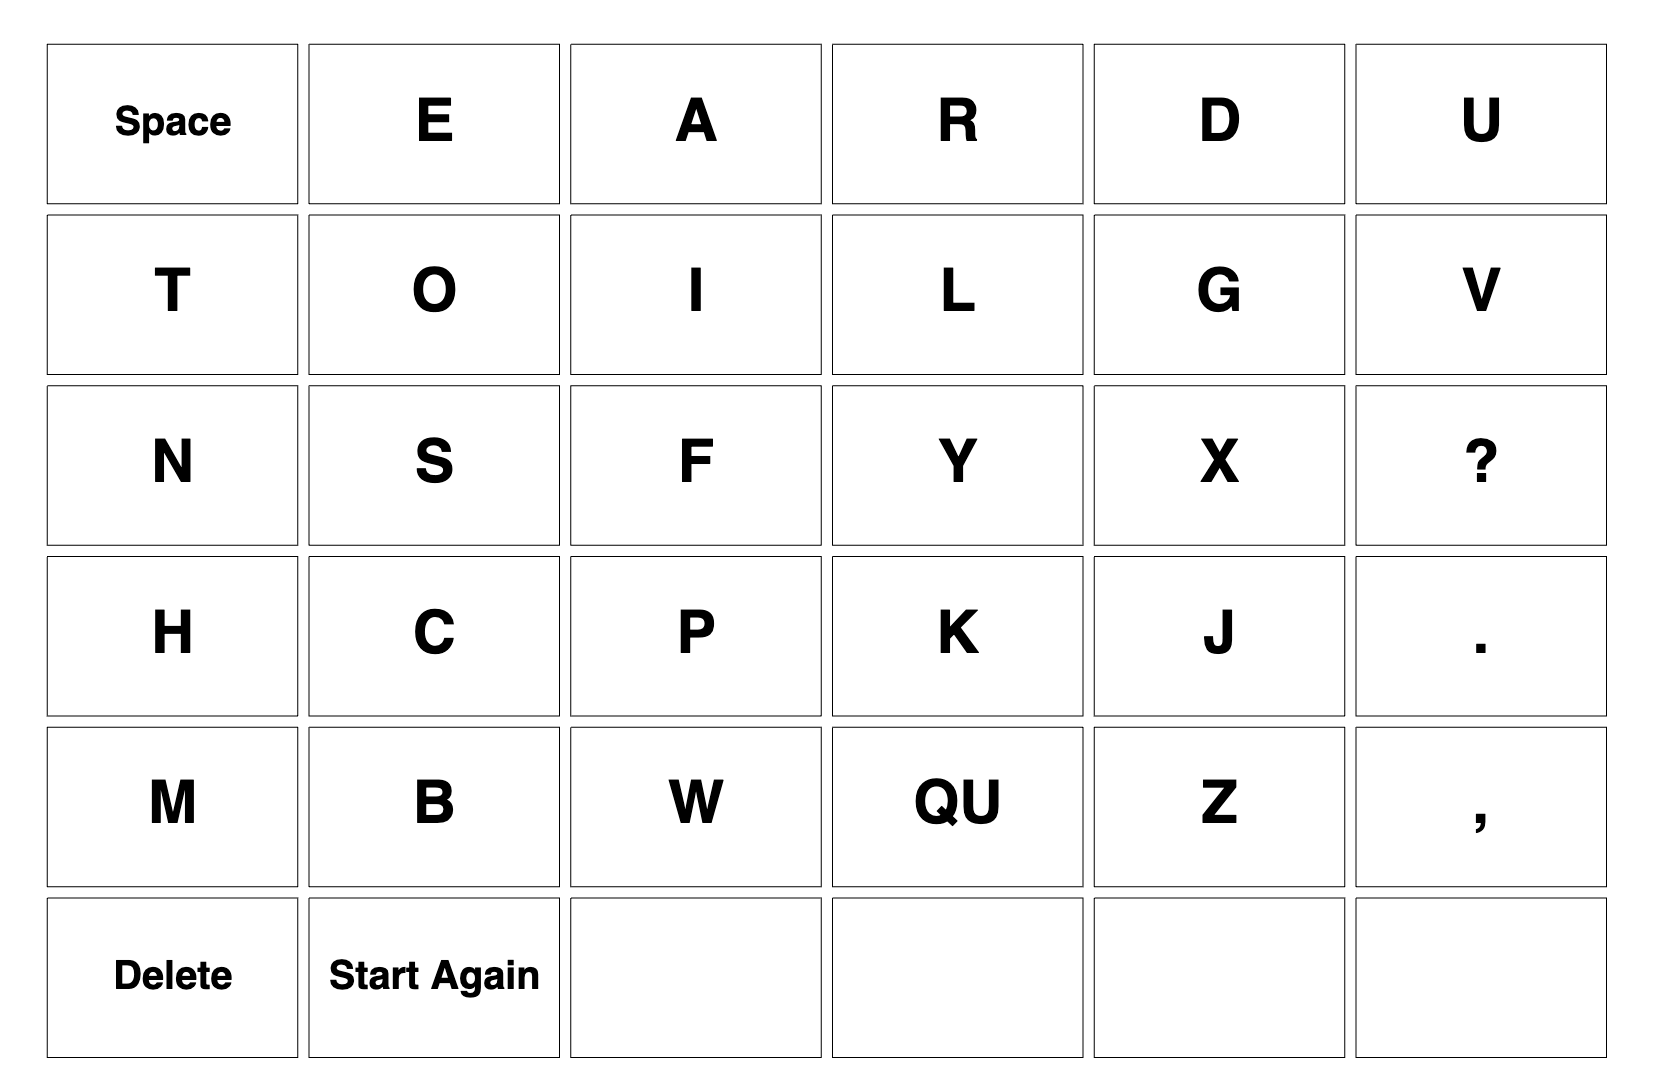 Space E A R D U
T O I L G V
N S F Y X ?
H C P K J .
M B W QU Z ,
Delete Start Again